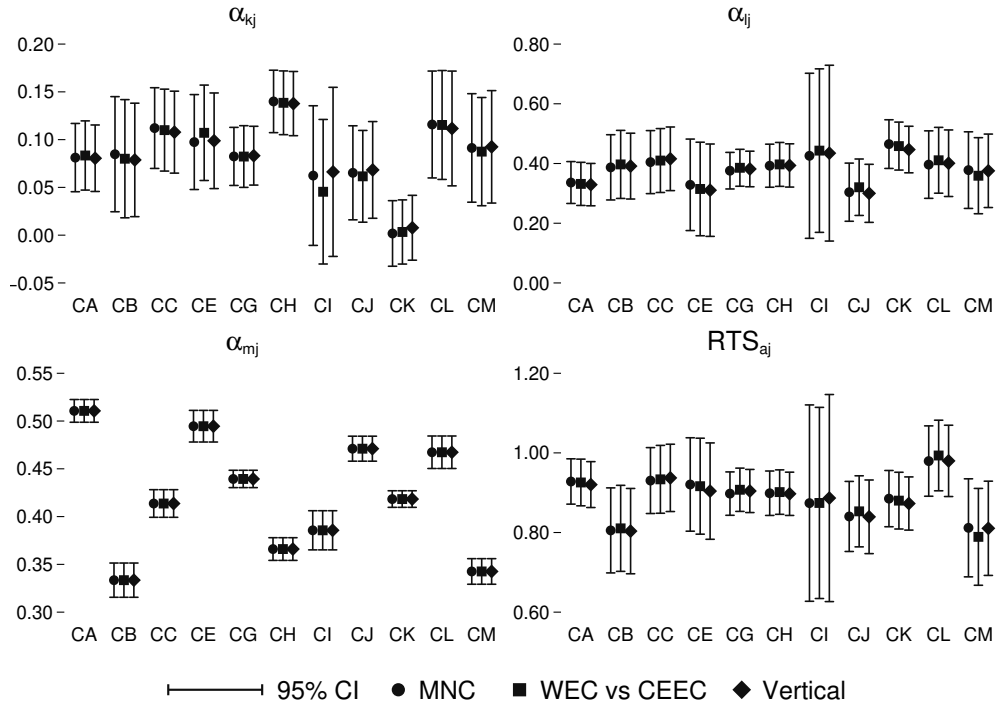 αkj
0.20
0.15
0.10
0.05
0.00
−0.05
CA CB CC CE CG CH CI CJ CK CL CM
αlj
0.80
0.60
0.40
0.20
0.00
CA CB CC CE CG CH CI CJ CK CL CM
αmj
0.55
0.50
0.45
0.40
0.35
0.30
CA CB CC CE CG CH CI CJ CK CL CM
RTSaj
1.20
1.00
0.80
0.60
CA CB CC CE CG CH CI CJ CK CL CM
95% CI MNC WEC vs CEEC Vertical